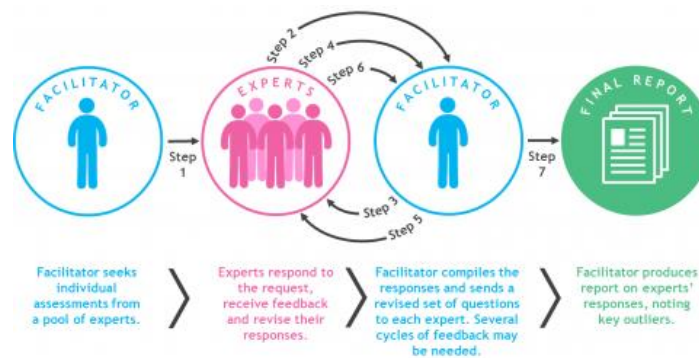 Step 2
Step 4
Step 6
FACILITATOR
EXPERTS
FACILITATOR
FINAL REPORT
Step
1
Step
7
Step 3
Step 5
Facilitator seeks
individual
assessments from
a pool of experts.
Experts respond to
the request,
receive feedback
and revise their
responses.
Facilitator compiles the
responses and sends a
revised set of questions
to each expert. Several
cycles of feedback may
be needed.
Facilitator produces
report on experts'
responses, noting
key outliers.